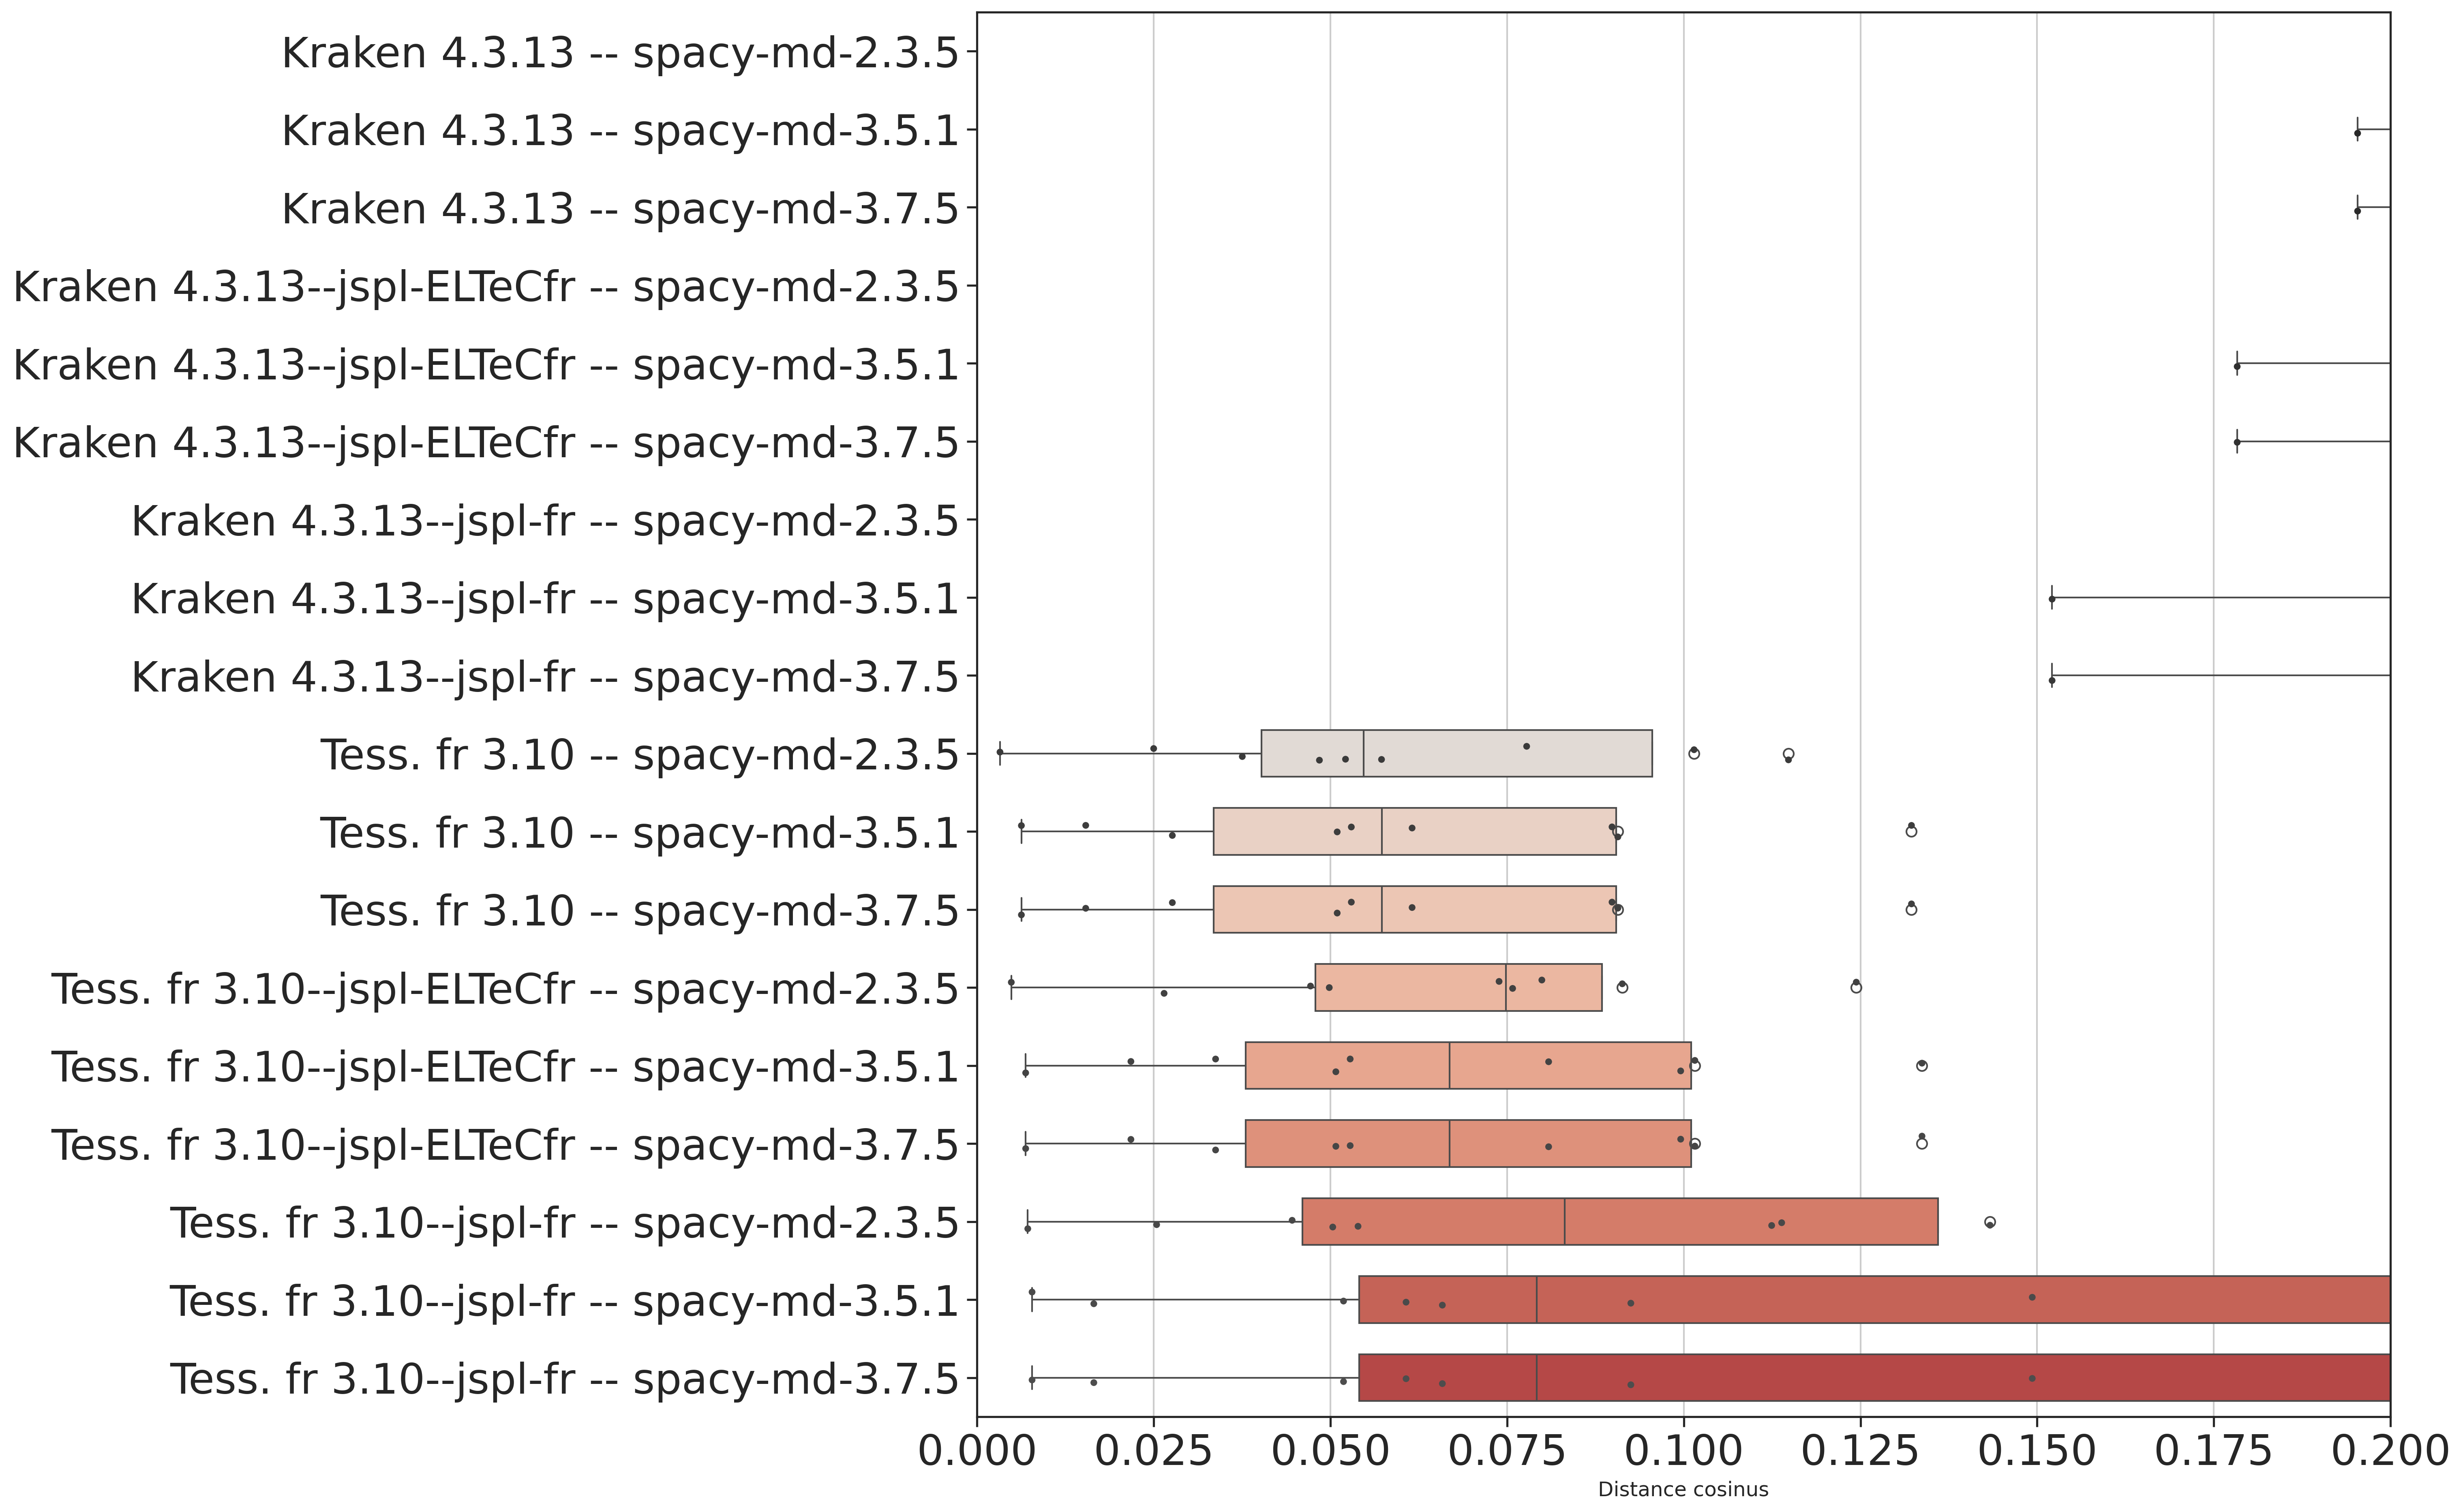 Kraken 4.3.13 -- spacy-md-2.3.5
Kraken 4.3.13 -- spacy-md-3.5.1
Kraken 4.3.13 -- spacy-md-3.7.5
Kraken 4.3.13--jspl-ELTeCfr -- spacy-md-2.3.5
Kraken 4.3.13--jspl-ELTeCfr -- spacy-md-3.5.1
Kraken 4.3.13--jspl-ELTeCfr -- spacy-md-3.7.5
Kraken 4.3.13--jspl-fr -- spacy-md-2.3.5
Kraken 4.3.13--jspl-fr -- spacy-md-3.5.1
Kraken 4.3.13--jspl-fr -- spacy-md-3.7.5
Tess. fr 3.10 -- spacy-md-2.3.5
Tess. fr 3.10 -- spacy-md-3.5.1
Tess. fr 3.10 -- spacy-md-3.7.5
Tess. fr 3.10--jspl-ELTeCfr -- spacy-md-2.3.5
Tess. fr 3.10--jspl-ELTeCfr -- spacy-md-3.5.1
Tess. fr 3.10--jspl-ELTeCfr -- spacy-md-3.7.5
Tess. fr 3.10--jspl-fr -- spacy-md-2.3.5
Tess. fr 3.10--jspl-fr -- spacy-md-3.5.1
Tess. fr 3.10--jspl-fr -- spacy-md-3.7.5
0.000 0.025 0.050 0.075 0.100 0.125 0.150 0.175 0.200
Distance cosinus